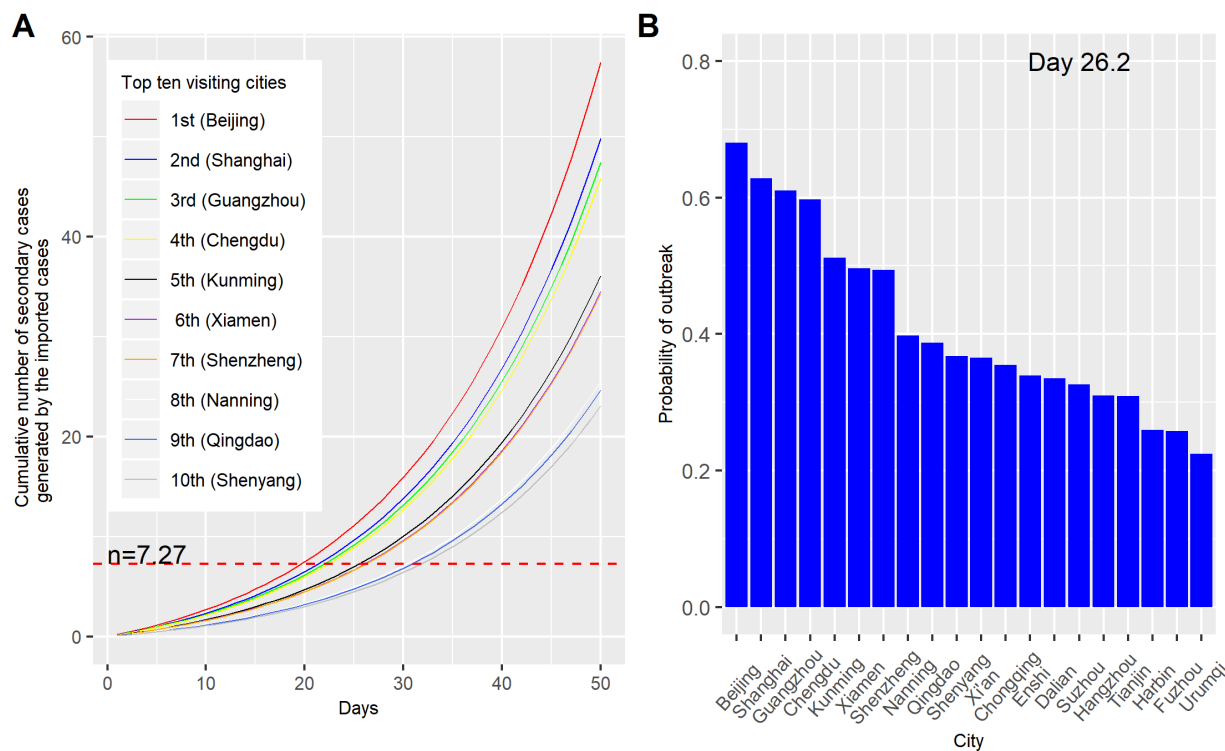 A
60
40
20
0
Cumulative number of secondary cases
generated by the imported cases
Top ten visiting cities
1st (Beijing)
2nd (Shanghai)
3rd (Guangzhou)
4th (Chengdu)
5th (Kunming)
6th (Xiamen)
7th (Shenzheng)
8th (Nanning)
9th (Qingdao)
10th (Shenyang)
n=7.27
0 10 20 30 40 50
Days
B
Day 26.2
0.8
0.6
0.4
0.2
0.0
Probability of outbreak
Beijing
Shanghai
Guangzhou
Chengdu
Kunming
Xiamen
Shenzheng
Nanning
Qingdao
Shenyang
Xi'an
Chongqing
Enshi
Dalian
Suzhou
Hangzhou
Tianjin
Harbin
Fuzhou
Urumqi
City